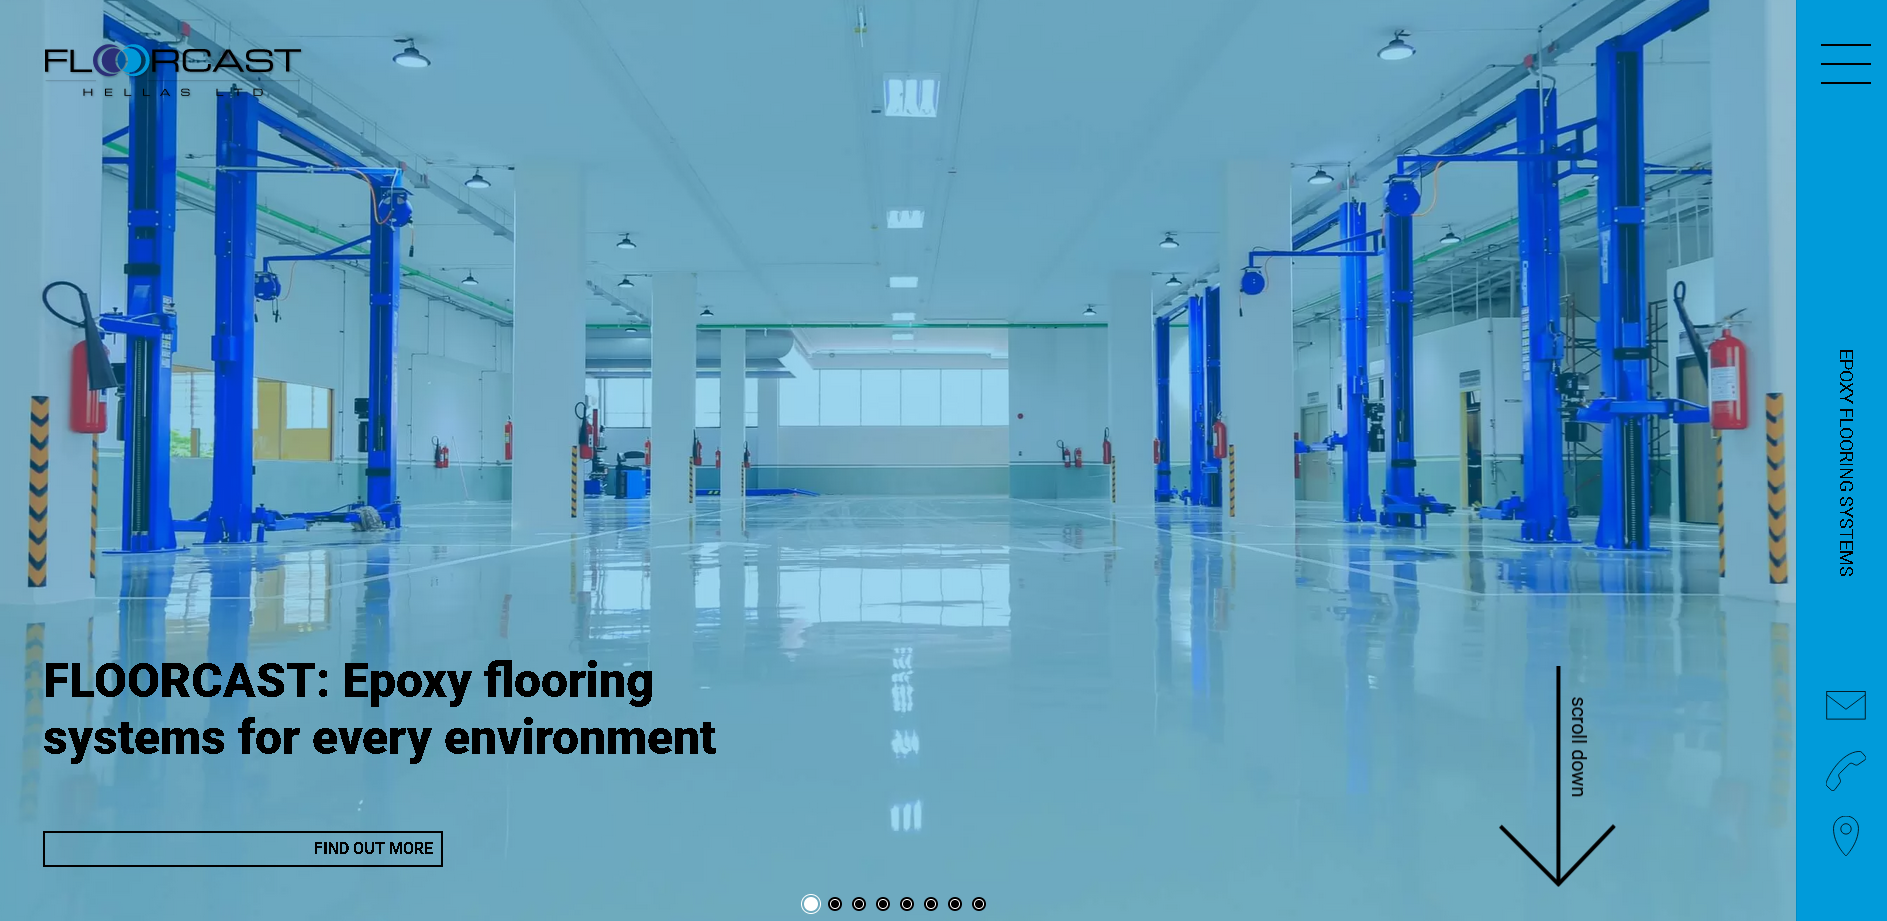 FLOORCAST
HELLAS LTD
EPOXY FLOORING SYSTEMS
FLOORCAST: Epoxy flooring
systems for every environment
scroll down
FIND OUT MORE